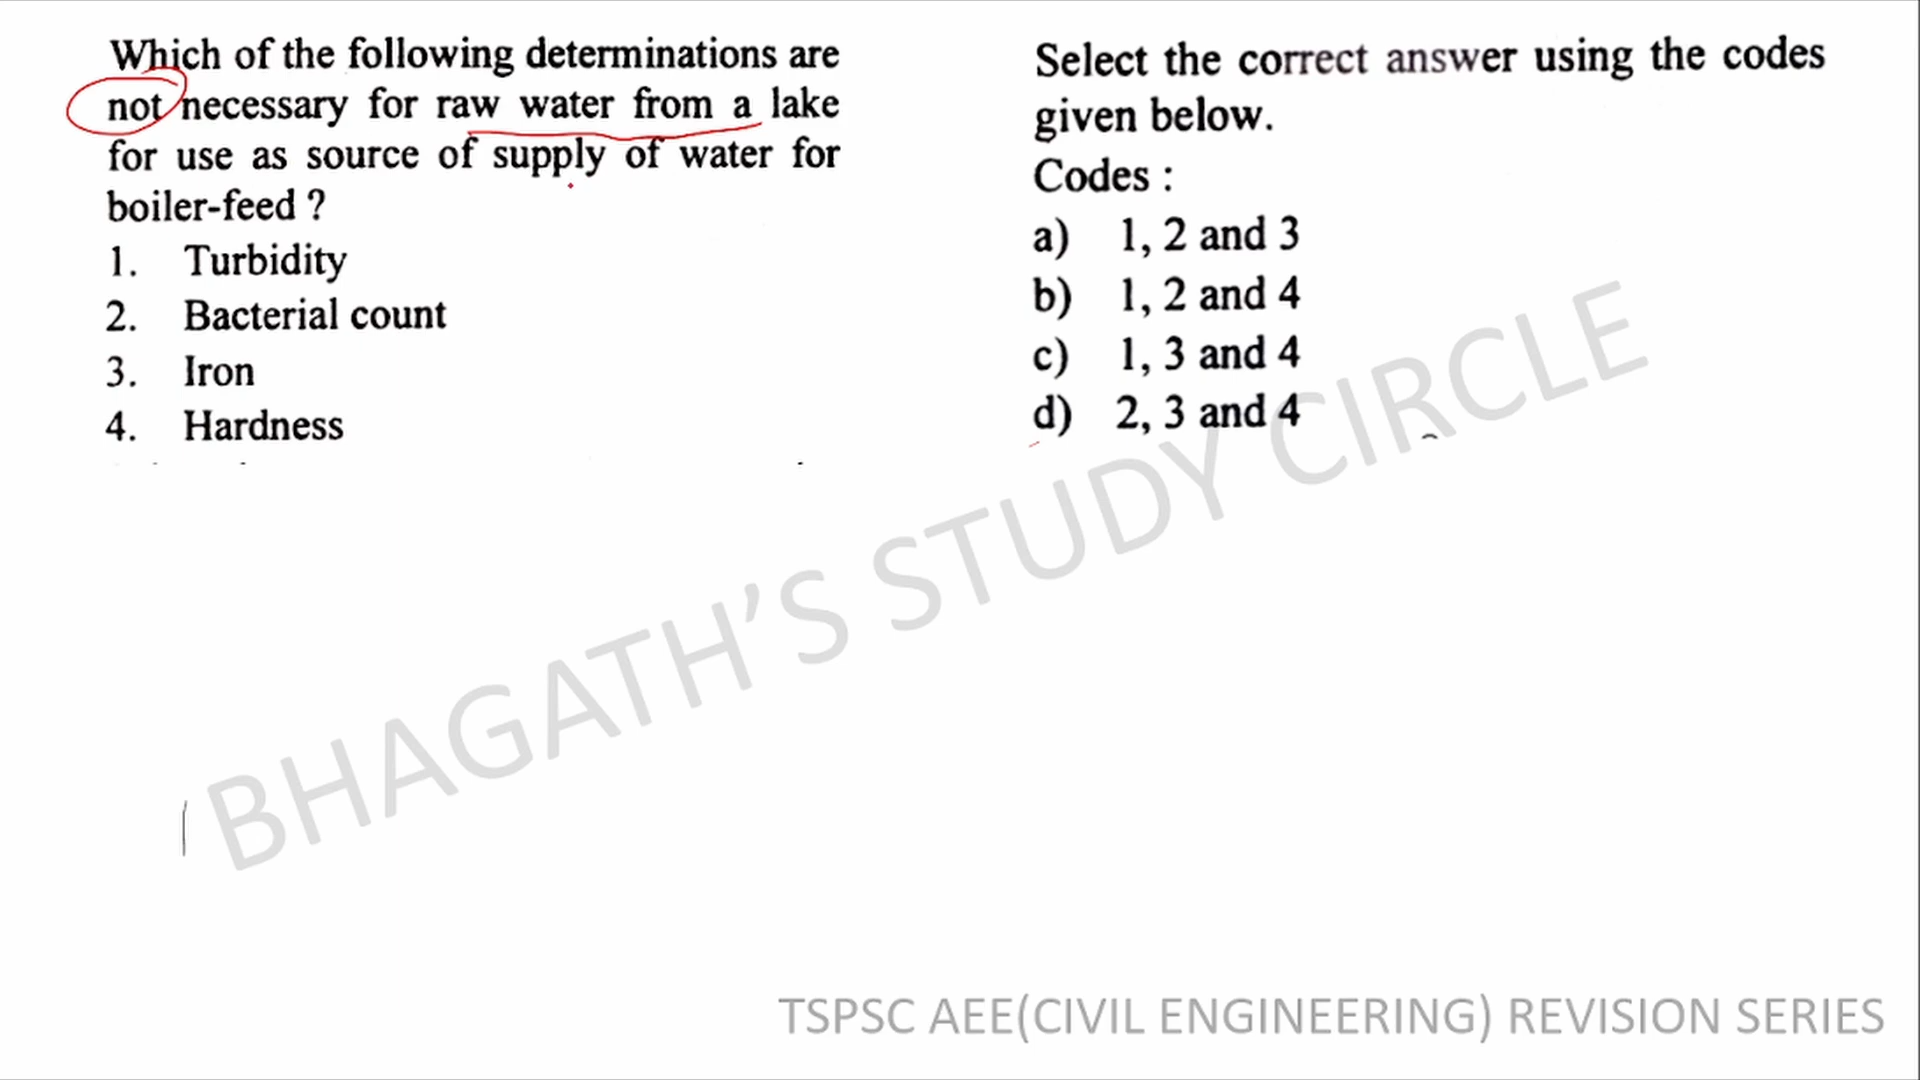 Which of the following determinations are
not necessary for raw water from a lake
for use as source of supply of water for
boiler-feed ?
1. Turbidity
2. Bacterial count
3. Iron
4. Hardness
Select the correct answer using the codes
given below.
Codes :
a) 1, 2 and 3
b) 1, 2 and 4
c) 1, 3 and 4
d) 2, 3 and 4
BHAGATH'S STUDY CIRCLE
TSPSC AEE(CIVIL ENGINEERING) REVISION SERIES